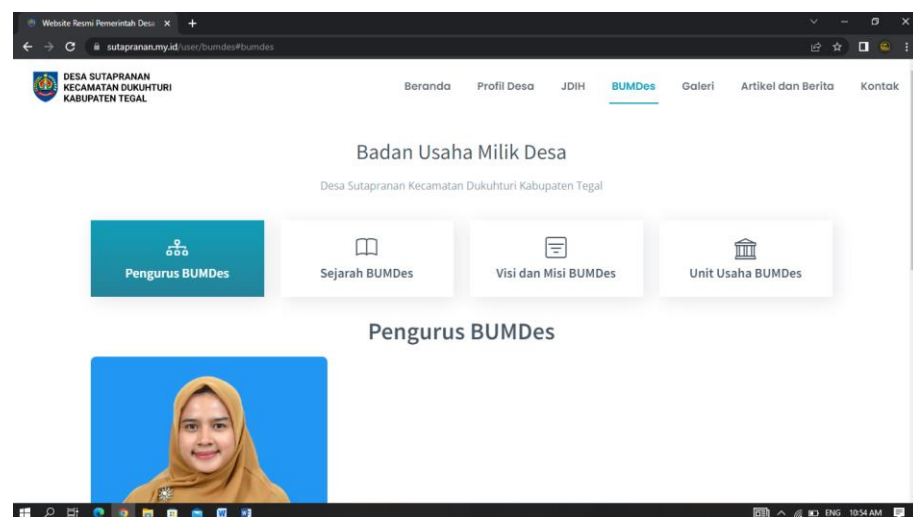 Website Resmi Pemerintah Desa
sutapranan.my.id/user/bumdes#bumdes
DESA SUTAPRANAN
KECAMATAN DUKUHTURI
KABUPATEN TEGAL
Beranda Profil Desa JDIH BUMDes Galeri Artikel dan Berita Kontak
Badan Usaha Milik Desa
Desa Sutapranan Kecamatan Dukuhturi Kabupaten Tegal
Pengurus BUMDes Sejarah BUMDes Visi dan Misi BUMDes Unit Usaha BUMDes
Pengurus BUMDes
ENG 10:54 AM